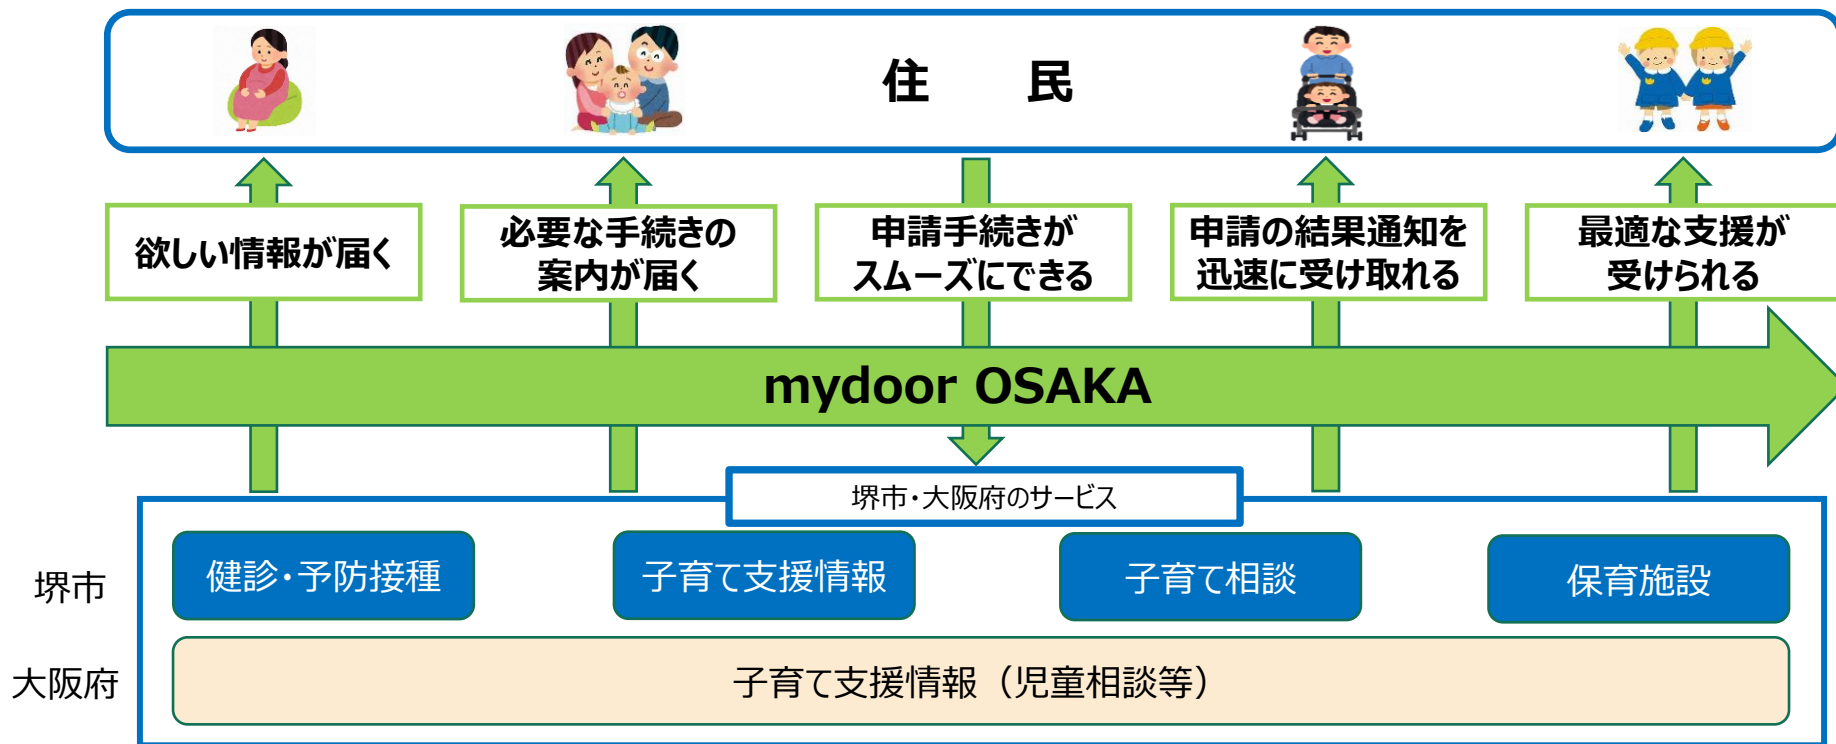 住　民
欲しい情報が届く
必要な手続きの
案内が届く
申請手続きが
スムーズにできる
申請の結果通知を
迅速に受け取れる
最適な支援が
受けられる
mydoor OSAKA
堺市・大阪府のサービス
堺市
健診・予防接種
子育て支援情報
子育て相談
保育施設
大阪府
子育て支援情報（児童相談等）